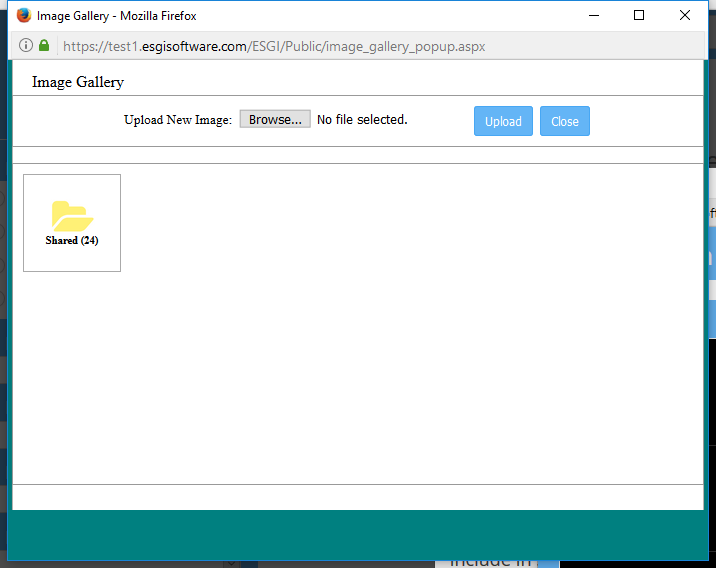 Image Gallery - Mozilla Firefox
https://test1.esgisoftware.com/ESGI/Public/image_gallery_popup.aspx
Image Gallery
Upload New Image: Browse... No file selected. Upload Close
Shared (24)
include in